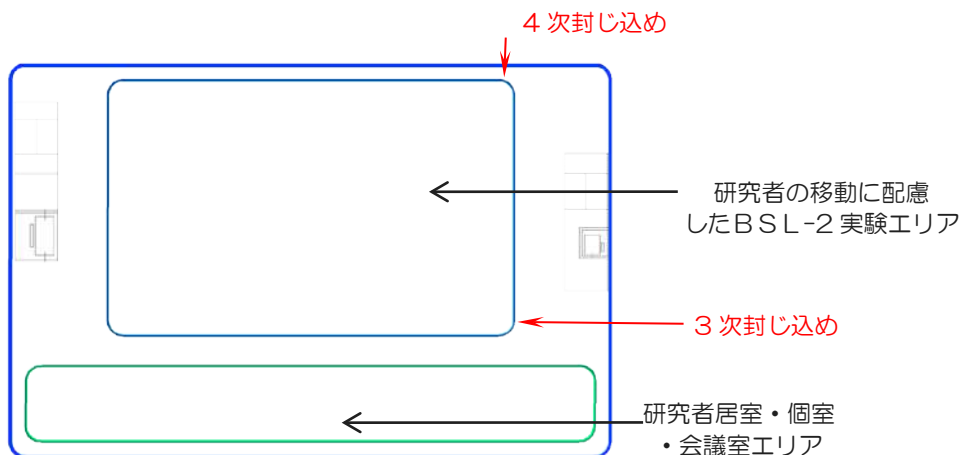 ４次封じ込め
研究者の移動に配慮
したＢＳＬ-２実験エリア
３次封じ込め
研究者居室・個室
・会議室エリア